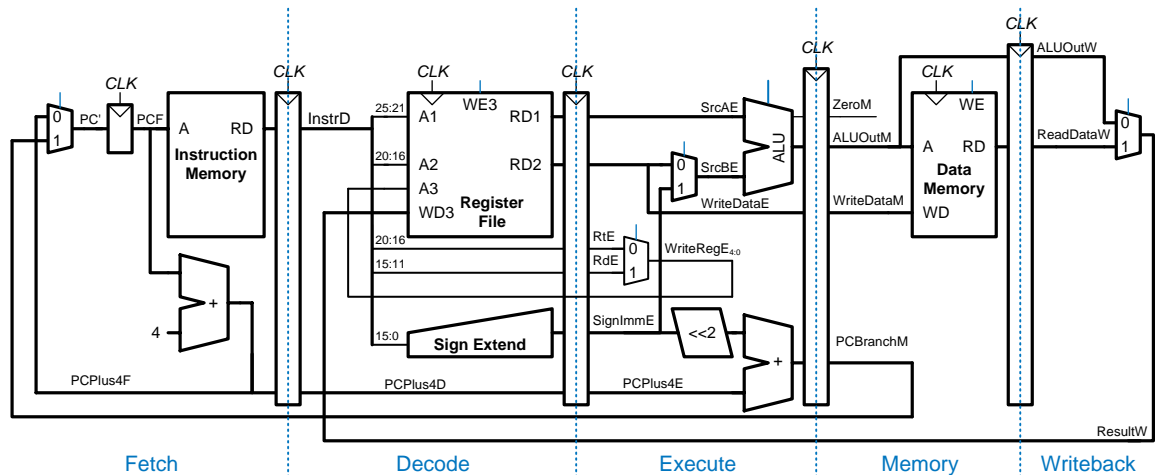 CLK
CLK
CLK
CLK
CLK
CLK
CLK
0
1
PC'
PCF
A
RD
Instruction
Memory
InstrD
25:21
20:16
A1
A2
A3
WD3
WE3
RD1
RD2
Register
File
20:16
15:11
15:0
Sign Extend
SrcAE
0
1
SrcBE
ALU
WriteDataE
RtE
RdE
0
1
WriteRegE4:0
SignImmE
<<2
+
ZeroM
ALUOutM
WriteDataM
PCBranchM
A
RD
WE
Data
Memory
WD
ALUOutW
ReadDataW
0
1
+
4
PCPlus4F
PCPlus4D
PCPlus4E
ResultW
Fetch
Decode
Execute
Memory
Writeback